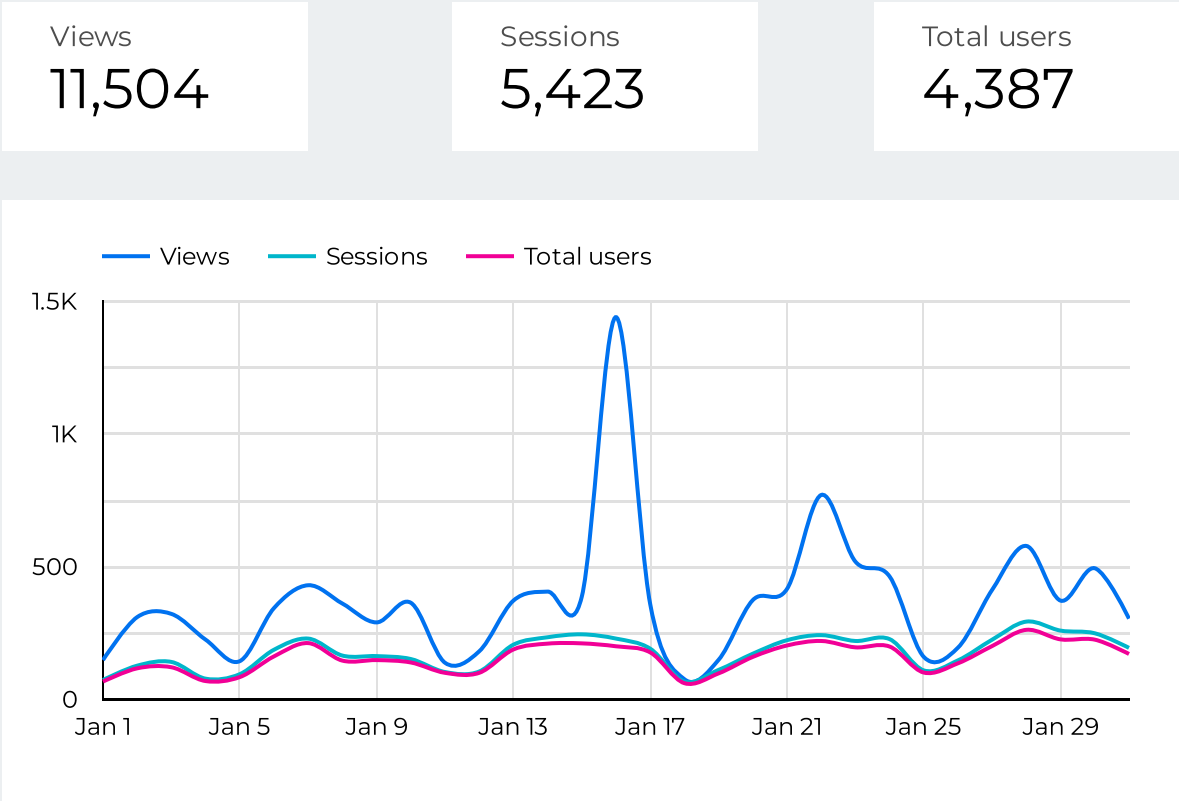 Views
11,504
Sessions
5,423
Total users
4,387
Views Sessions Total users
1.5K
1K
500
0
Jan 1 Jan 5 Jan 9 Jan 13 Jan 17 Jan 21 Jan 25 Jan 29